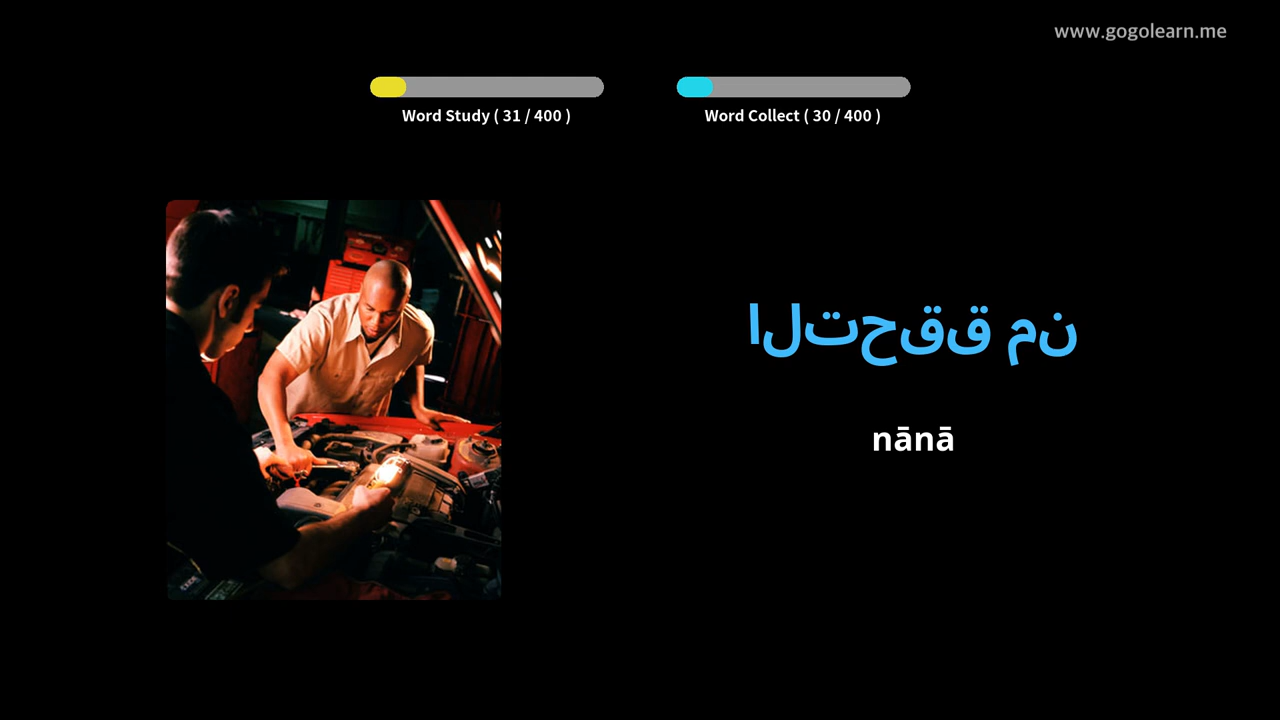 www.gogolearn.me
Word Study ( 31 / 400 )
Word Collect ( 30 / 400 )
التحقق من
nānā